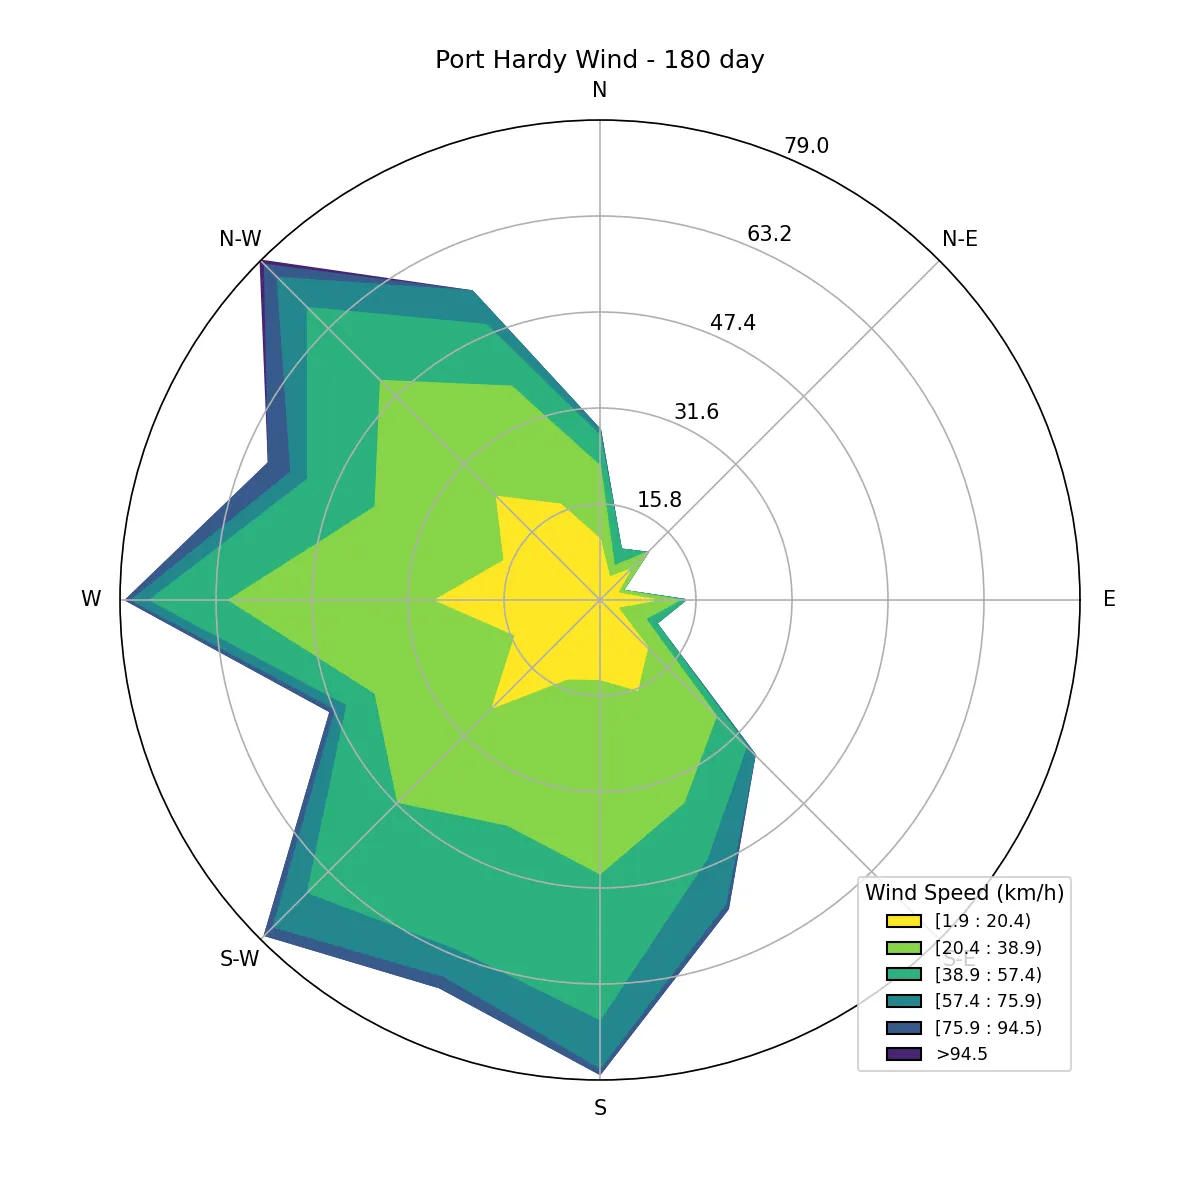 Port Hardy Wind - 180 day
N
79.0
63.2
N-W
N-E
47.4
31.6
15.8
W
E
S-W
S-E
S
Wind Speed (km/h)
[1.9 : 20.4)
[20.4 : 38.9)
[38.9 : 57.4)
[57.4 : 75.9)
[75.9 : 94.5)
>94.5